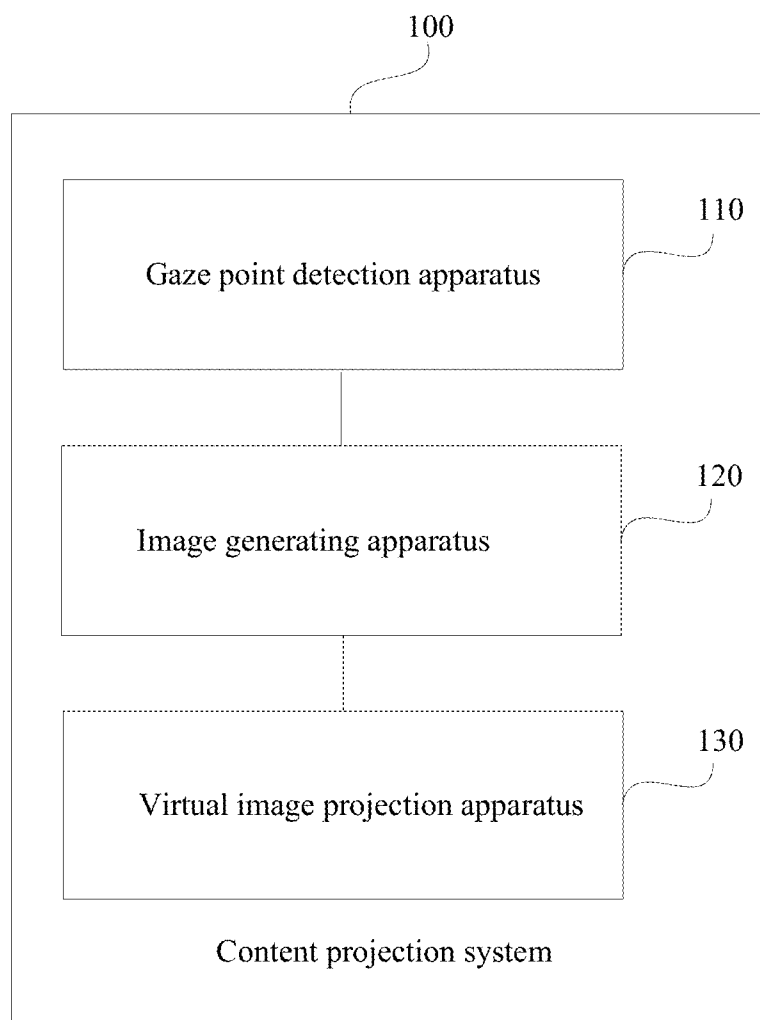 100
110
Gaze point detection apparatus
120
Image generating apparatus
130
Virtual image projection apparatus
Content projection system